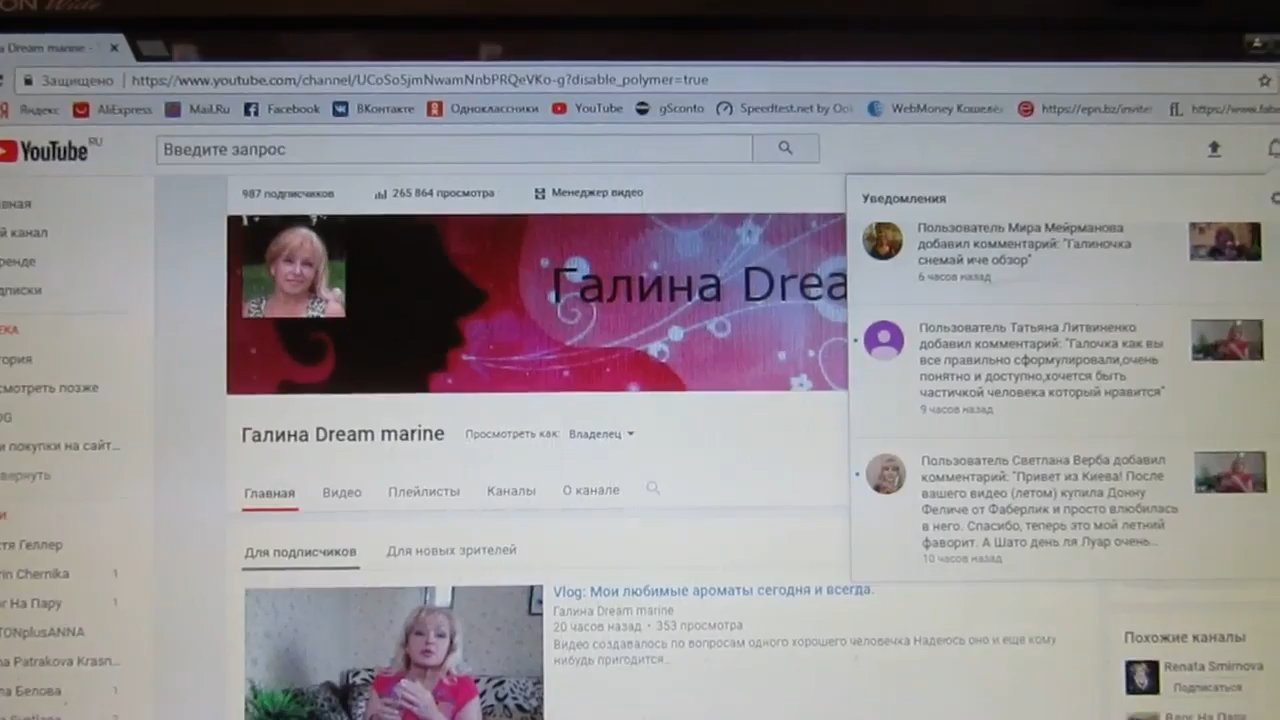 Dream marine -
Защищено https://www.youtube.com/channel/UCoSo5jmNwamNnbPRQeVKo-g?disable_polymer=true
Яндекс AliExpress Mail.Ru Facebook ВКонтакте Одноклассники YouTube gSconto Speedtest.net by Ook WebMoney Кошелек https://epn.bz/invite https://www.fabe
YouTube RU
Введите запрос
987 подписчиков 265 864 просмотра Менеджер видео
Галина Drea
Галина Dream marine Просмотреть как: Владелец
Главная Видео Плейлисты Каналы О канале
Для подписчиков Для новых зрителей
Vlog: Мои любимые ароматы сегодня и всегда.
Галина Dream marine
20 часов назад • 353 просмотра
Видео создавалось по вопросам одного хорошего человечка Надеюсь оно и еще кому
нибудь пригодится...
Уведомления
Пользователь Мира Мейрманова
добавил комментарий: "Галиночка
снемай иче обзор"
6 часов назад
Пользователь Татьяна Литвиненко
добавил комментарий: "Галочка как вы
все правильно сформулировали,очень
понятно и доступно,хочется быть
частичкой человека который нравится"
9 часов назад
Пользователь Светлана Верба добавил
комментарий: "Привет из Киева! После
вашего видео (летом) купила Донну
Феличе от Фаберлик и просто влюбилась
в него. Спасибо, теперь это мой летний
фаворит. А Шато день ля Луар очень...
10 часов назад
Похожие каналы
Renata Smirnova
Подписаться
вная
й канал
ренде
дписки
ЕКА
ория
смотреть позже
OG
и покупки на сайт...
вернуть
и
тя Геллер
rin Chernika 1
г На Пару 1
TONplusANNA
na Patrakova Krasn...
ла Белова 1